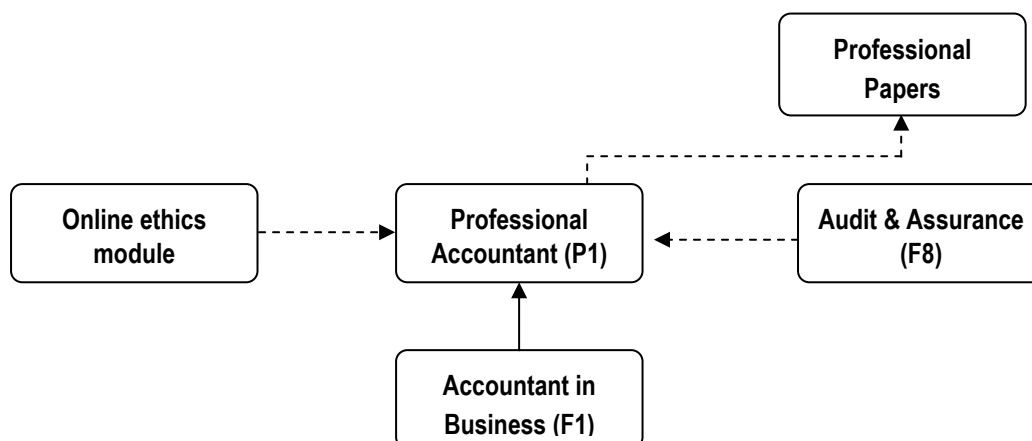 Professional
Papers
Online ethics
module
Professional
Accountant (P1)
Audit & Assurance
(F8)
Accountant in
Business (F1)